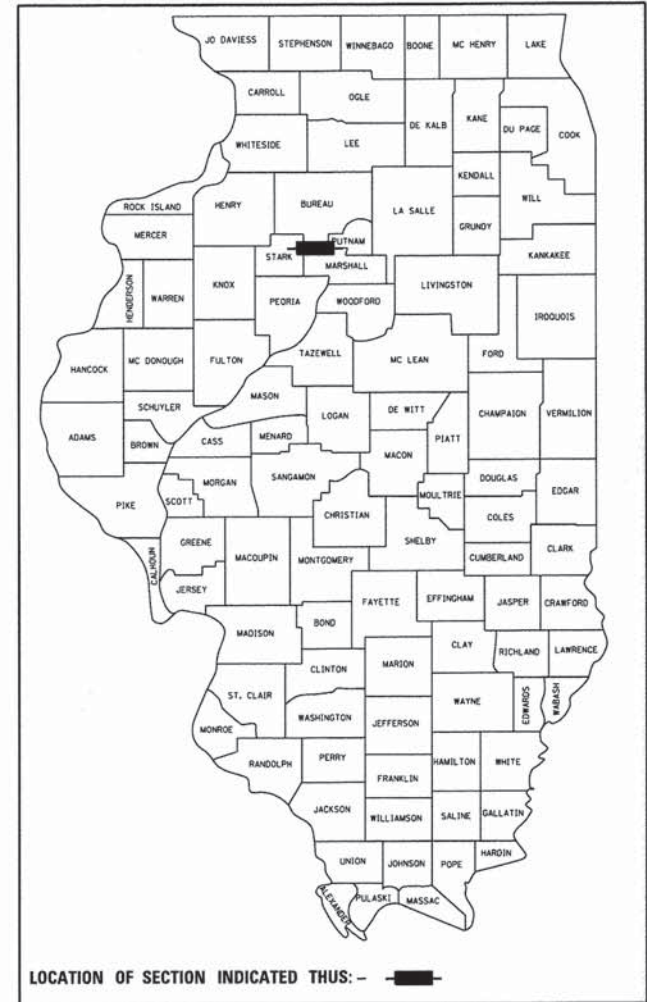 JO DAVIESS STEPHENSON WINNEBAGO BOONE MC HENRY LAKE
CARROLL OGLE DE KALB KANE DU PAGE COOK
WHITESIDE LEE
KENDALL
ROCK ISLAND HENRY BUREAU LA SALLE WILL
MERCER GRUNDY
STARK PUTNAM KANKAKEE
MARSHALL
HENDERSON WARREN KNOX PEORIA WOODFORD LIVINGSTON IROQUOIS
HANCOCK MC DONOUGH FULTON TAZEWELL MC LEAN FORD
SCHUYLER MASON LOGAN DE WITT CHAMPAIGN VERMILION
ADAMS BROWN CASS MENARD MACON PIATT
PIKE SCOTT MORGAN SANGAMON MOULTRIE DOUGLAS EDGAR
CHRISTIAN COLES
CALHOUN GREENE MACOUPIN MONTGOMERY SHELBY CUMBERLAND CLARK
JERSEY FAYETTE EFFINGHAM JASPER CRAWFORD
MADISON BOND
CLINTON MARION CLAY RICHLAND LAWRENCE
ST. CLAIR WAYNE EDWARDS WABASH
MONROE WASHINGTON JEFFERSON
RANDOLPH PERRY HAMILTON WHITE
FRANKLIN
JACKSON WILLIAMSON SALINE GALLATIN
UNION JOHNSON POPE HARDIN
ALEXANDER PULASKI MASSAC
LOCATION OF SECTION INDICATED THUS: –